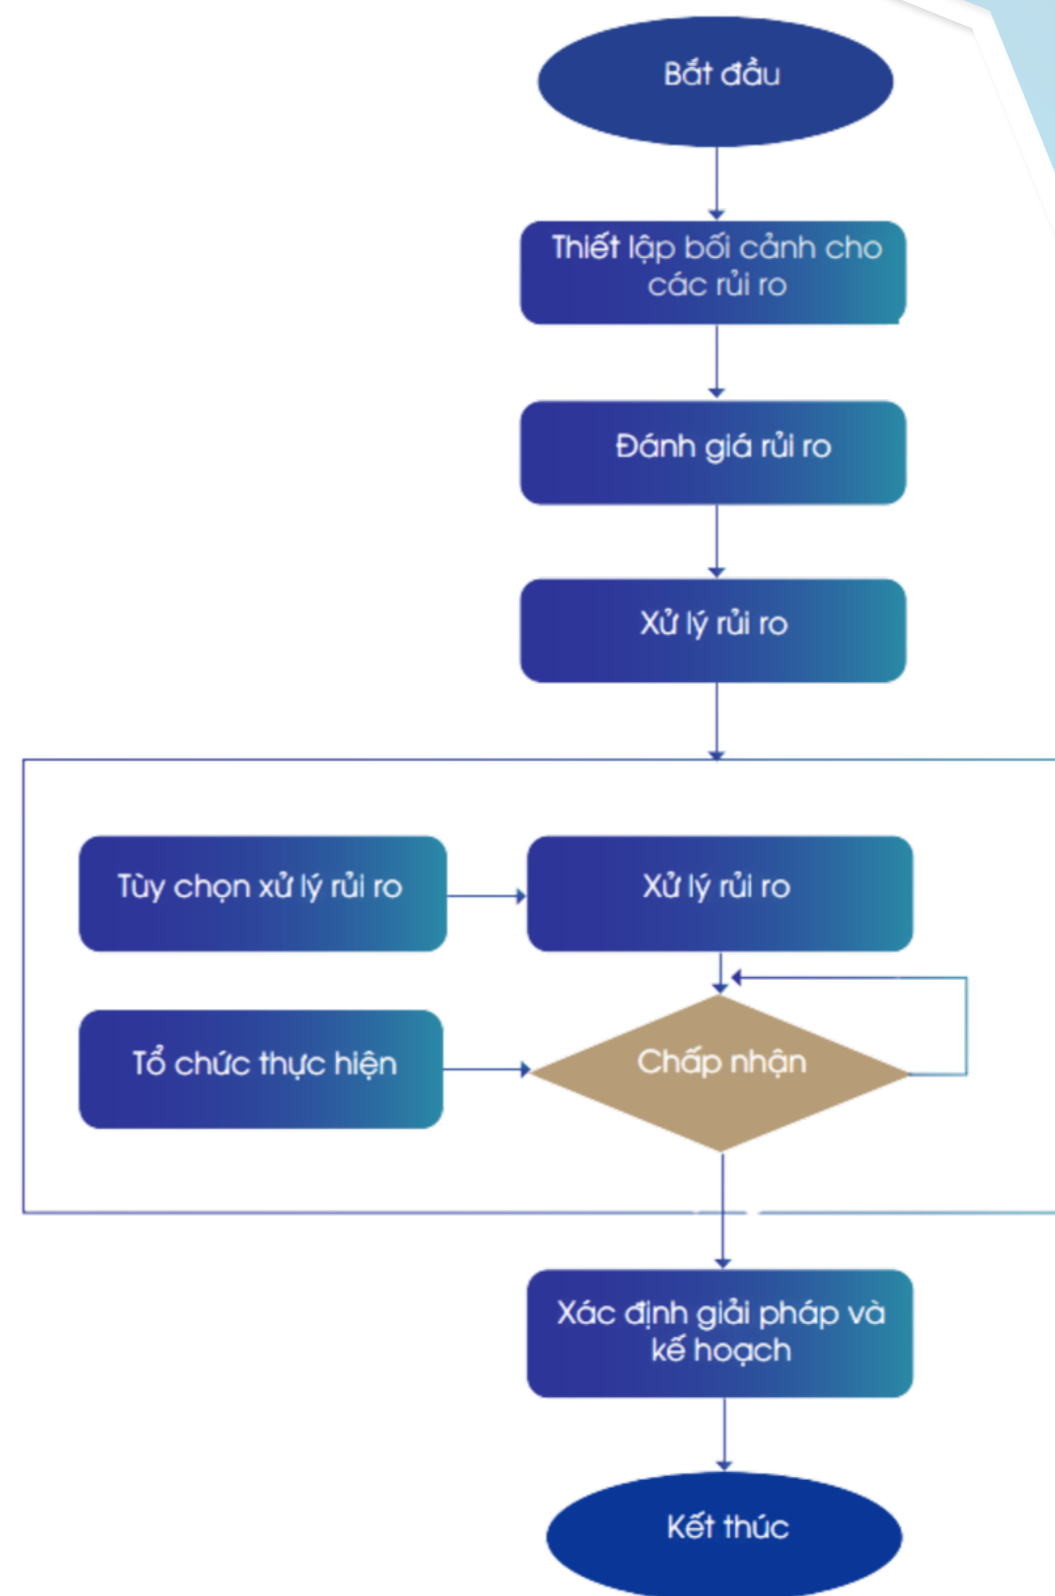 Bắt đầu
Thiết lập bối cảnh cho
các rủi ro
Đánh giá rủi ro
Xử lý rủi ro
Tùy chọn xử lý rủi ro
Xử lý rủi ro
Tổ chức thực hiện
Chấp nhận
Xác định giải pháp và
kế hoạch
Kết thúc